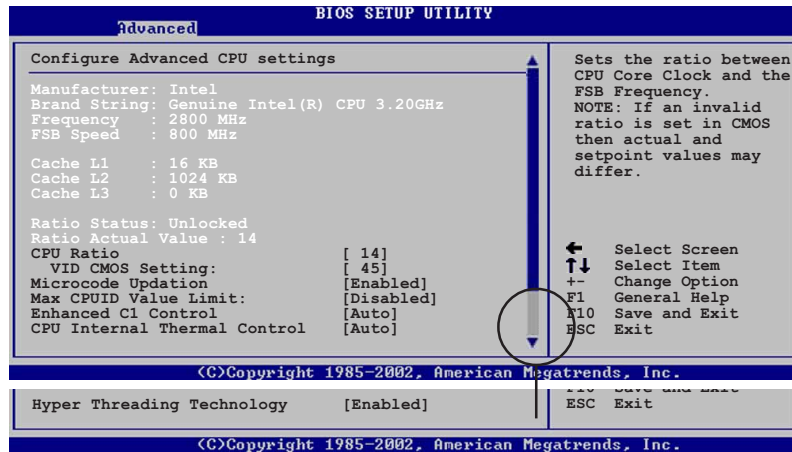 BIOS SETUP UTILITY
Advanced
Configure Advanced CPU settings
Manufacturer: Intel
Brand String: Genuine Intel(R) CPU 3.20GHz
Frequency : 2800 MHz
FSB Speed : 800 MHz
Cache L1 : 16 KB
Cache L2 : 1024 KB
Cache L3 : 0 KB
Ratio Status: Unlocked
Ratio Actual Value : 14
CPU Ratio [ 14]
VID CMOS Setting: [ 45]
Microcode Updation [Enabled]
Max CPUID Value Limit: [Disabled]
Enhanced C1 Control [Auto]
CPU Internal Thermal Control [Auto]
Sets the ratio between
CPU Core Clock and the
FSB Frequency.
NOTE: If an invalid
ratio is set in CMOS
then actual and
setpoint values may
differ.
← Select Screen
↑↓ Select Item
+- Change Option
F1 General Help
F10 Save and Exit
ESC Exit
(C)Copyright 1985-2002, American Megatrends, Inc.
F10 Save and Exit
Hyper Threading Technology [Enabled]
ESC Exit
(C)Copyright 1985-2002, American Megatrends, Inc.